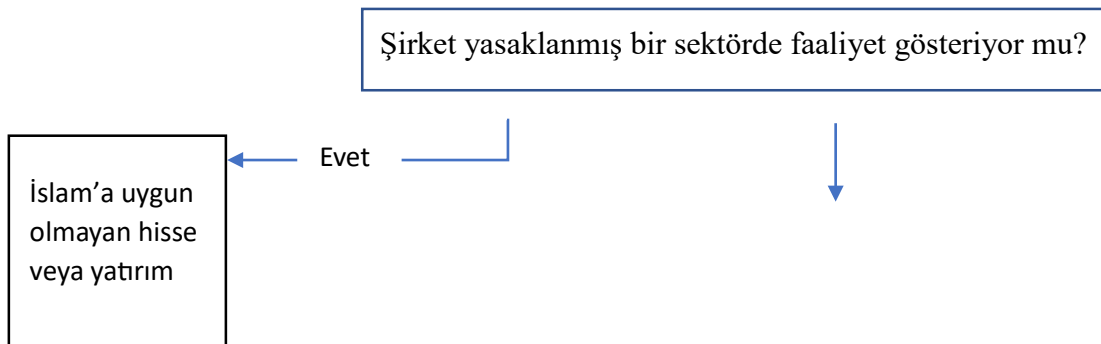 Şirket yasaklanmış bir sektörde faaliyet gösteriyor mu?
Evet
İslam’a uygun
olmayan hisse
veya yatırım